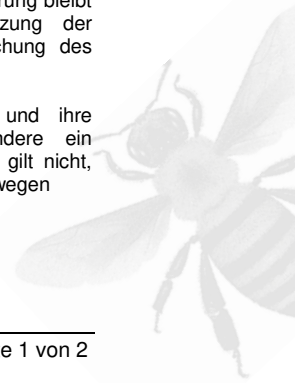 rung bleibt
zung der
chung des
und ihre
ndere ein
gilt nicht,
wegen
e 1 von 2